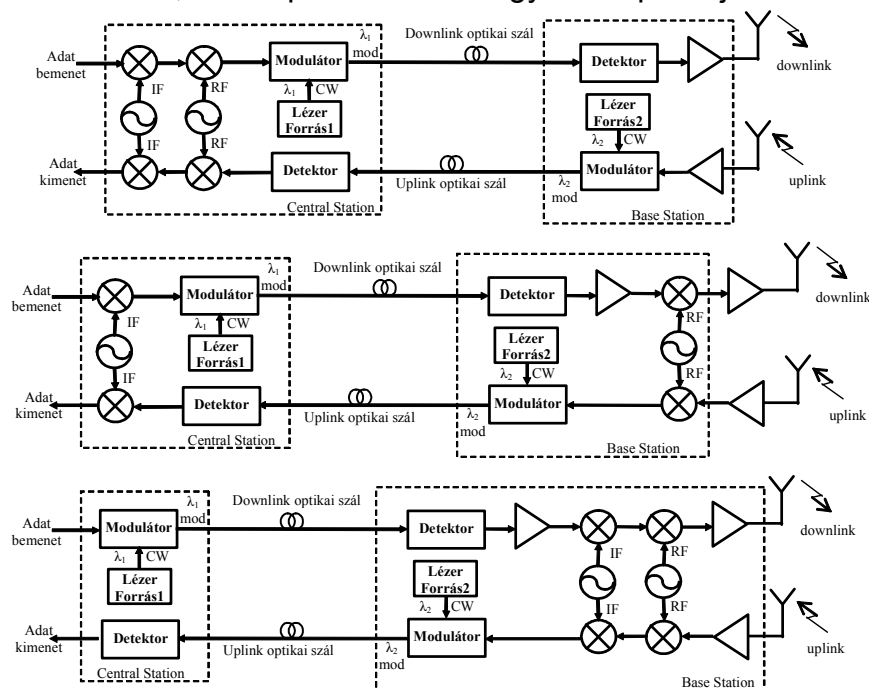 λ₁
mod
Downlink optikai szál
Adat
bemenet
Modulátor
Detektor
downlink
IF
RF
λ₁
CW
Lézer
Forrás1
Lézer
Forrás2
IF
RF
λ₂
CW
Adat
kimenet
Detektor
Uplink optikai szál
λ₂
mod
Modulátor
uplink
Central Station
Base Station
Downlink optikai szál
λ₁
mod
Adat
bemenet
Modulátor
Detektor
downlink
IF
λ₁
CW
Lézer
Forrás1
Lézer
Forrás2
RF
IF
λ₂
CW
RF
Adat
kimenet
Detektor
Uplink optikai szál
λ₂
mod
Modulátor
uplink
Central Station
Base Station
λ₁
mod
Downlink optikai szál
Adat
bemenet
Modulátor
Detektor
downlink
λ₁
CW
Lézer
Forrás1
Lézer
Forrás2
IF
RF
λ₂
CW
IF
RF
Adat
kimenet
Detektor
Uplink optikai szál
λ₂
mod
Modulátor
uplink
Central Station
Base Station